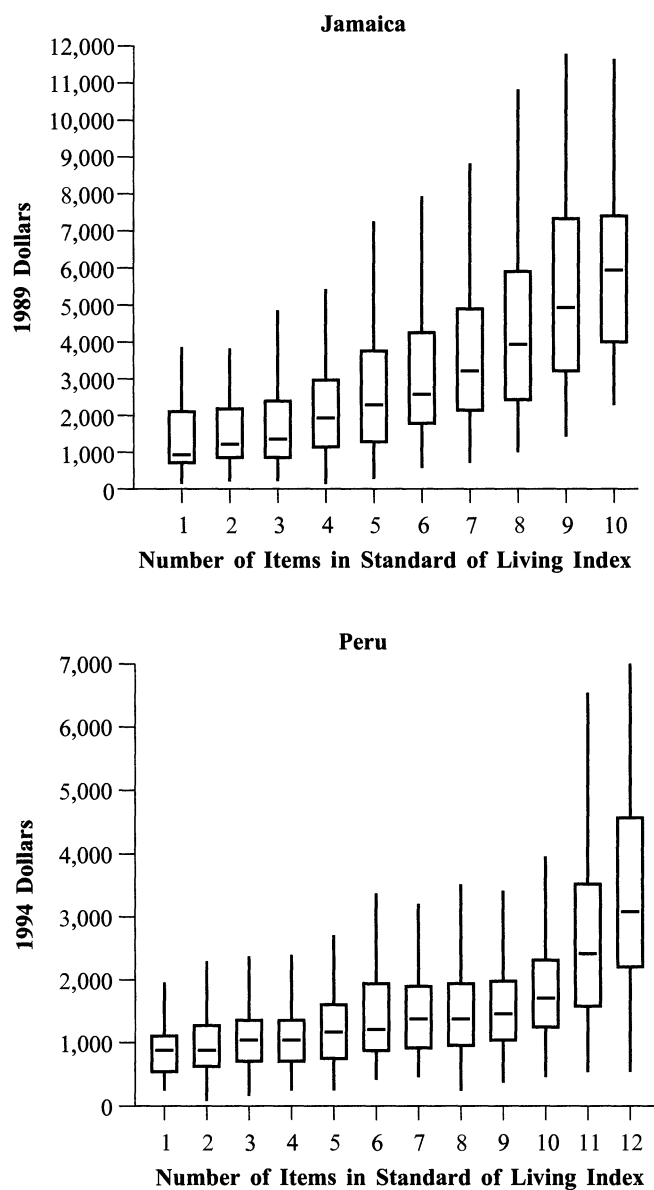 Jamaica
12,000
11,000
10,000
9,000
8,000
7,000
6,000
5,000
4,000
3,000
2,000
1,000
0
1989 Dollars
1 2 3 4 5 6 7 8 9 10
Number of Items in Standard of Living Index
Peru
7,000
6,000
5,000
4,000
3,000
2,000
1,000
0
1994 Dollars
1 2 3 4 5 6 7 8 9 10 11 12
Number of Items in Standard of Living Index